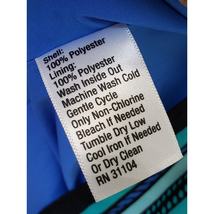 Shell:
100% Polyester
Lining:
100% Polyester
Wash Inside Out
Machine Wash Cold
Gentle Cycle
Only Non-Chlorine
Bleach If Needed
Tumble Dry Low
Cool Iron If Needed
Or Dry Clean
RN 31104